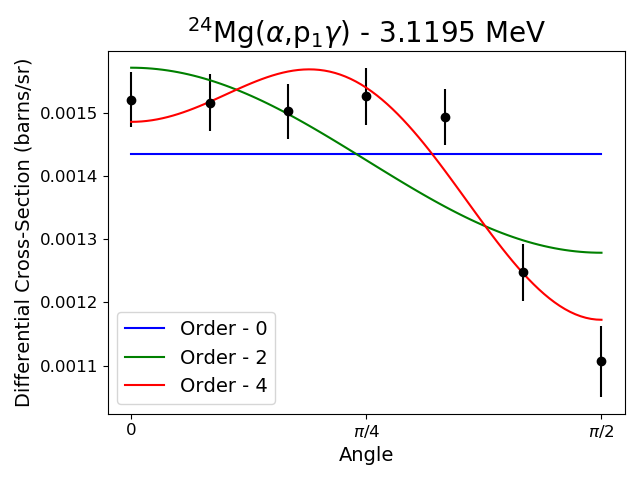 ²⁴Mg(α,p₁γ) - 3.1195 MeV
Differential Cross-Section (barns/sr)
0.0015
0.0014
0.0013
0.0012
0.0011
Order - 0
Order - 2
Order - 4
0 π/4 π/2
Angle